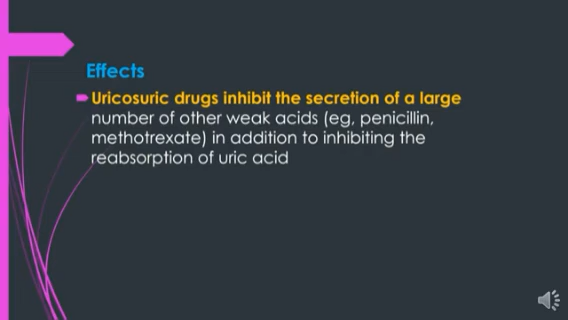 Effects
Uricosuric drugs inhibit the secretion of a large
number of other weak acids (eg, penicillin,
methotrexate) in addition to inhibiting the
reabsorption of uric acid